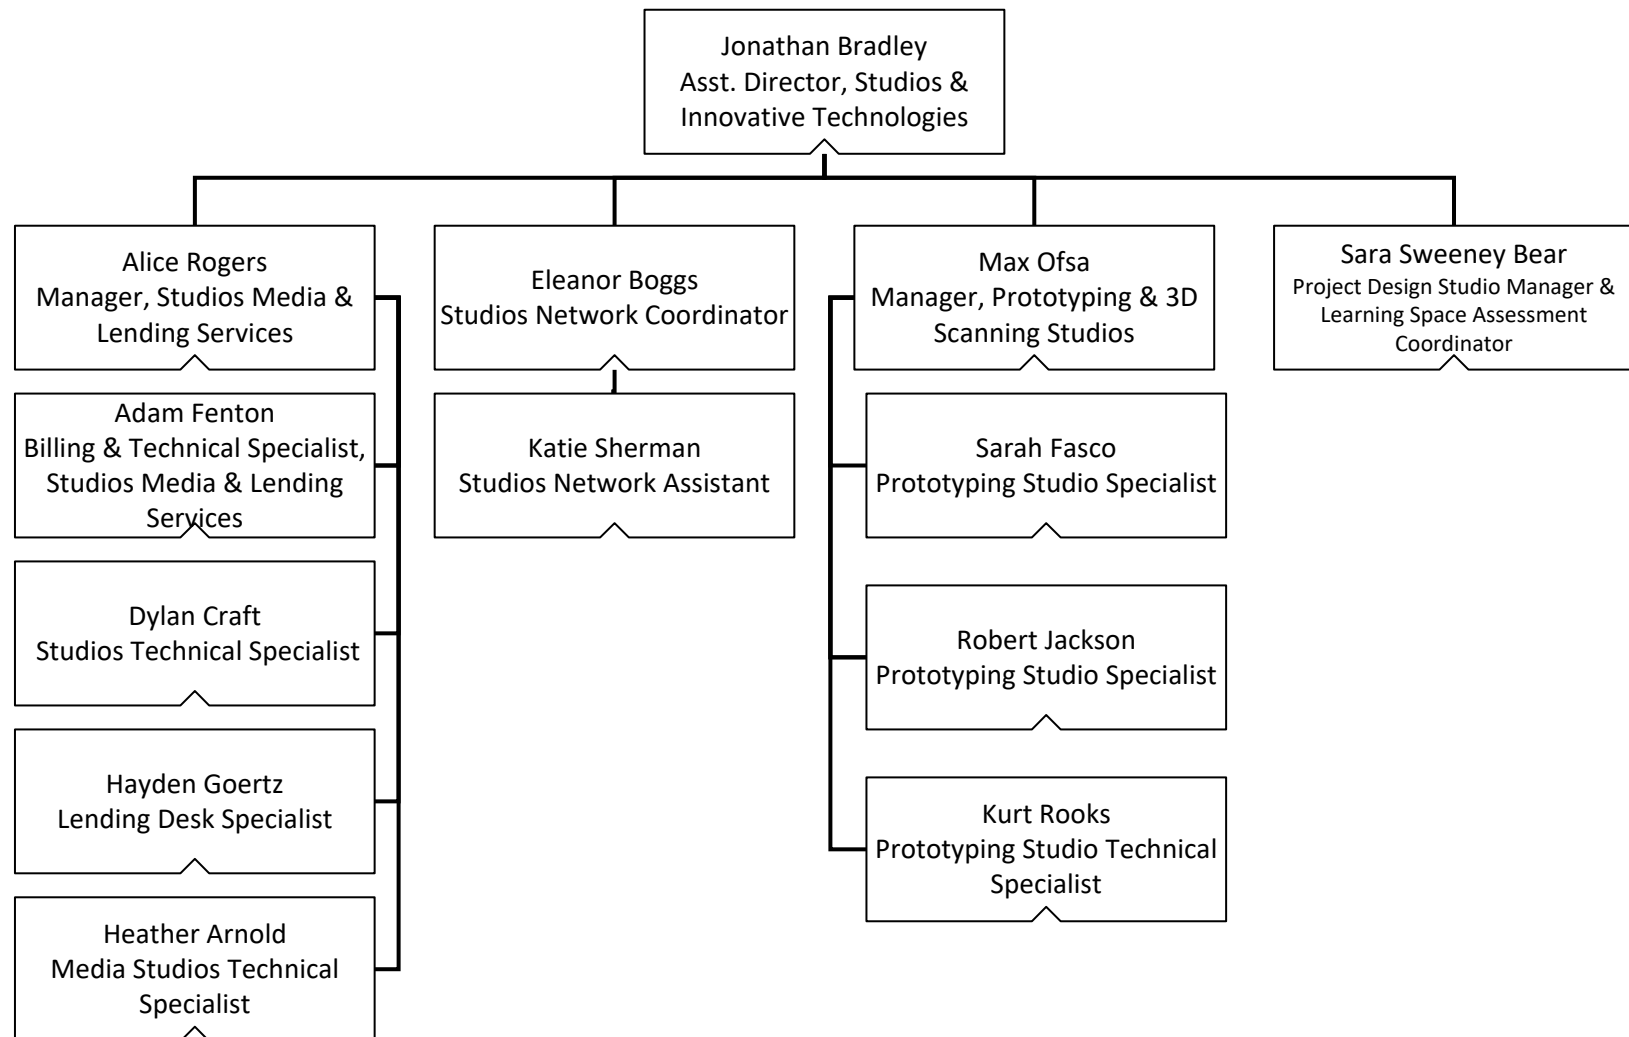 Jonathan Bradley
Asst. Director, Studios &
Innovative Technologies
Alice Rogers
Manager, Studios Media &
Lending Services
Eleanor Boggs
Studios Network Coordinator
Max Ofsa
Manager, Prototyping & 3D
Scanning Studios
Sara Sweeney Bear
Project Design Studio Manager &
Learning Space Assessment
Coordinator
Adam Fenton
Billing & Technical Specialist,
Studios Media & Lending
Services
Katie Sherman
Studios Network Assistant
Sarah Fasco
Prototyping Studio Specialist
Dylan Craft
Studios Technical Specialist
Robert Jackson
Prototyping Studio Specialist
Hayden Goertz
Lending Desk Specialist
Kurt Rooks
Prototyping Studio Technical
Specialist
Heather Arnold
Media Studios Technical
Specialist